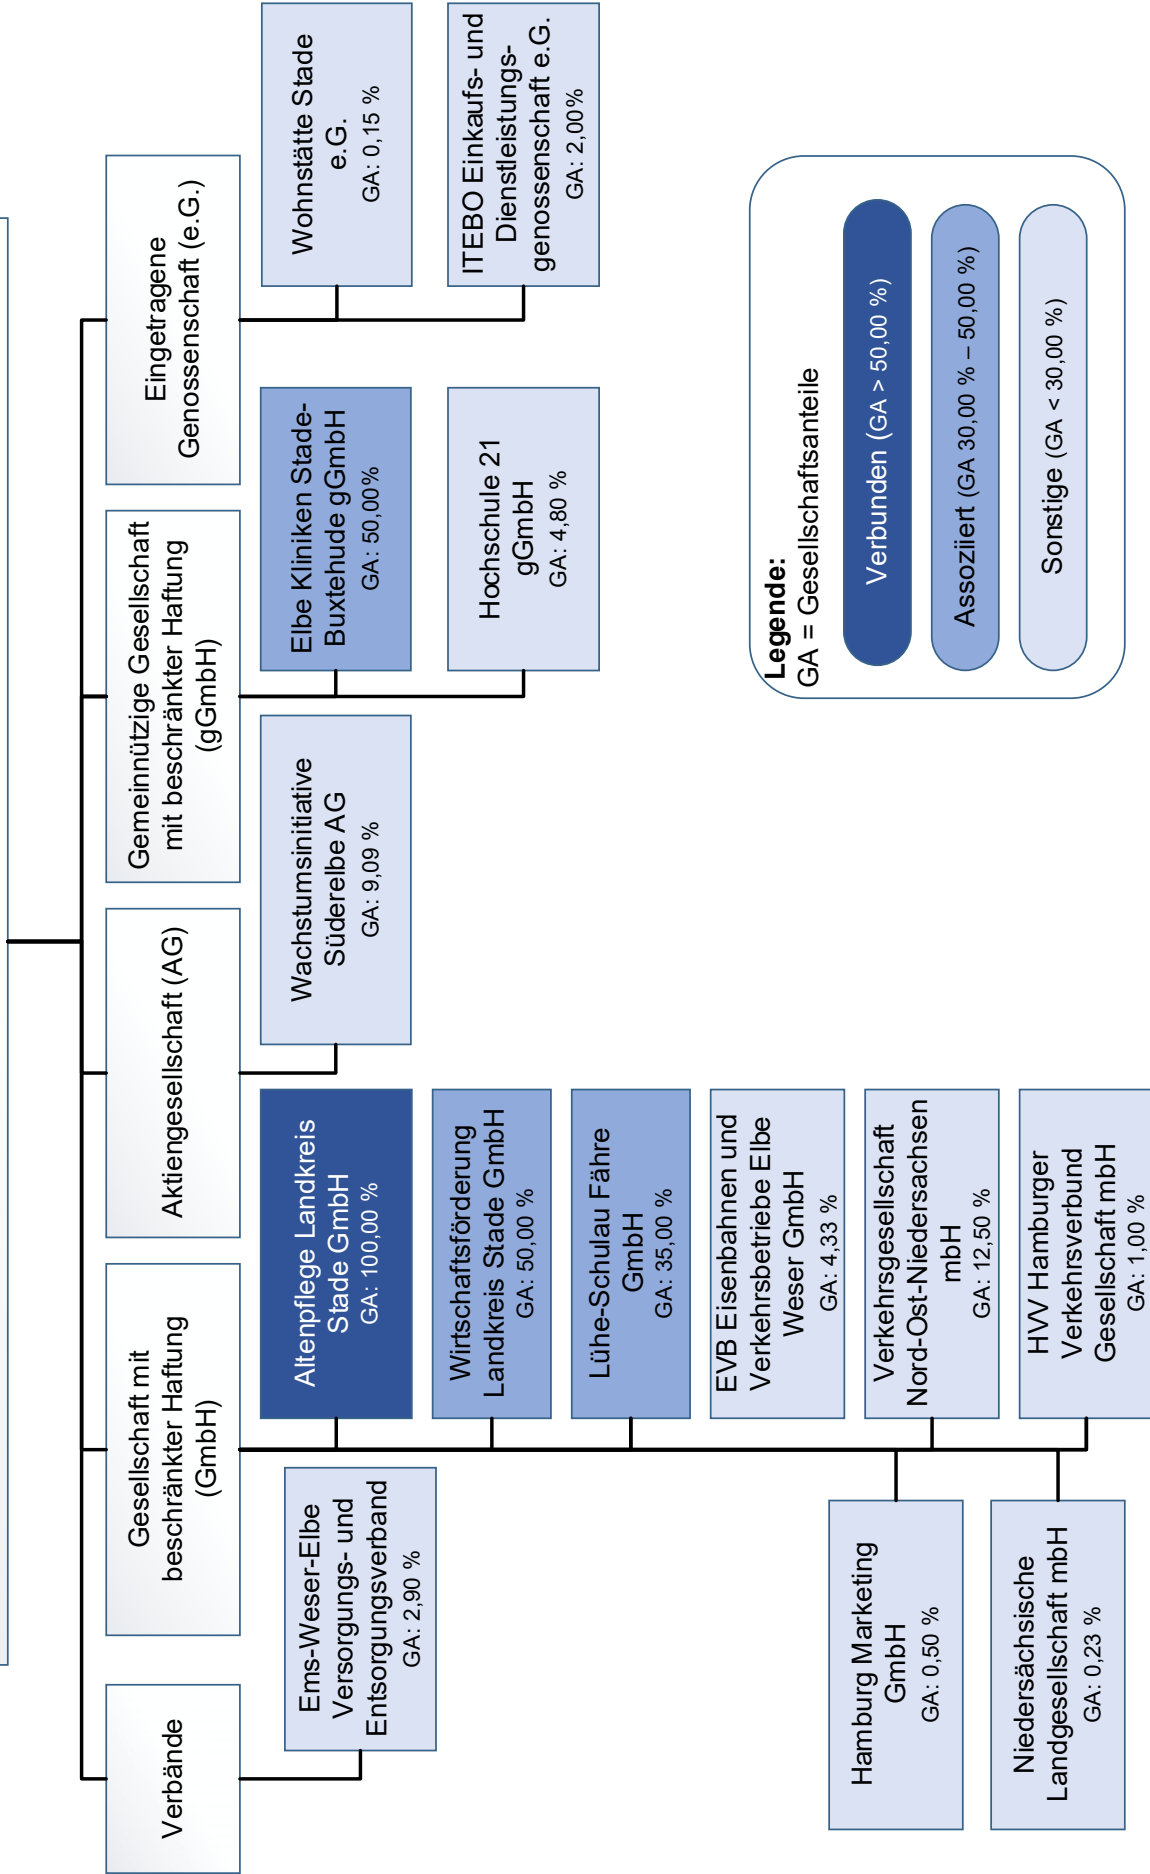 Verbände
Gesellschaft mit
beschränkter Haftung
(GmbH)
Aktiengesellschaft (AG)
Gemeinnützige Gesellschaft
mit beschränkter Haftung
(gGmbH)
Eingetragene
Genossenschaft (e.G.)
Ems-Weser-Elbe
Versorgungs- und
Entsorgungsverband
GA: 2,90 %
Altenpflege Landkreis
Stade GmbH
GA: 100,00 %
Wirtschaftsförderung
Landkreis Stade GmbH
GA: 50,00 %
Lühe-Schulau Fähre
GmbH
GA: 35,00 %
EVB Eisenbahnen und
Verkehrsbetriebe Elbe
Weser GmbH
GA: 4,33 %
Verkehrsgesellschaft
Nord-Ost-Niedersachsen
mbH
GA: 12,50 %
HVV Hamburger
Verkehrsverbund
Gesellschaft mbH
GA: 1,00 %
Hamburg Marketing
GmbH
GA: 0,50 %
Niedersächsische
Landgesellschaft mbH
GA: 0,23 %
Wachstumsinitiative
Süderelbe AG
GA: 9,09 %
Elbe Kliniken Stade-
Buxtehude gGmbH
GA: 50,00%
Hochschule 21
gGmbH
GA: 4,80 %
Wohnstätte Stade
e.G.
GA: 0,15 %
ITEBO Einkaufs- und
Dienstleistungs-
genossenschaft e.G.
GA: 2,00%
Legende:
GA = Gesellschaftsanteile
Verbunden (GA > 50,00 %)
Assoziiert (GA 30,00 % – 50,00 %)
Sonstige (GA < 30,00 %)